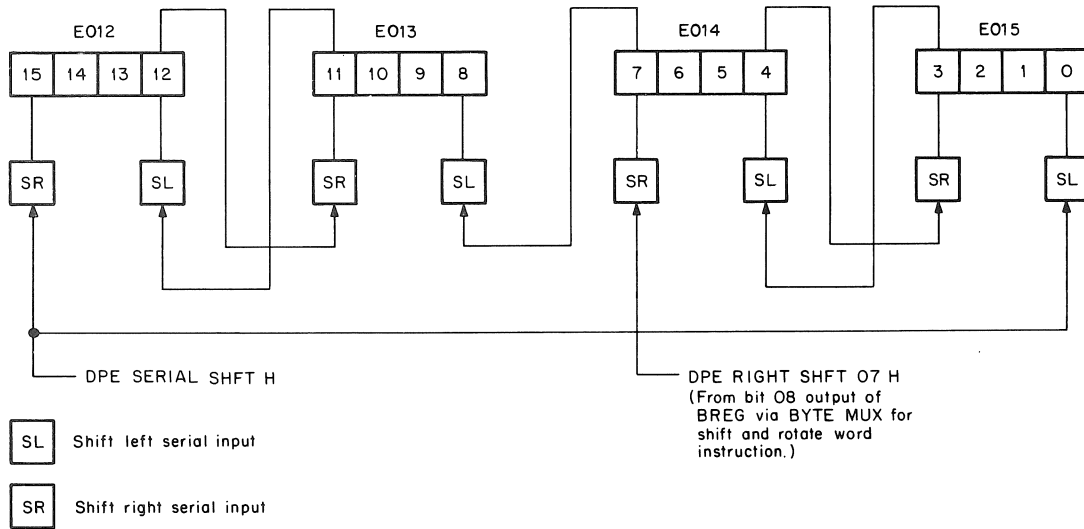 E012 E013 E014 E015
15 14 13 12 11 10 9 8 7 6 5 4 3 2 1 0
SR SL SR SL SR SL SR SL
DPE SERIAL SHFT H
DPE RIGHT SHFT 07 H
(From bit 08 output of
BREG via BYTE MUX for
shift and rotate word
instruction.)
SL Shift left serial input
SR Shift right serial input